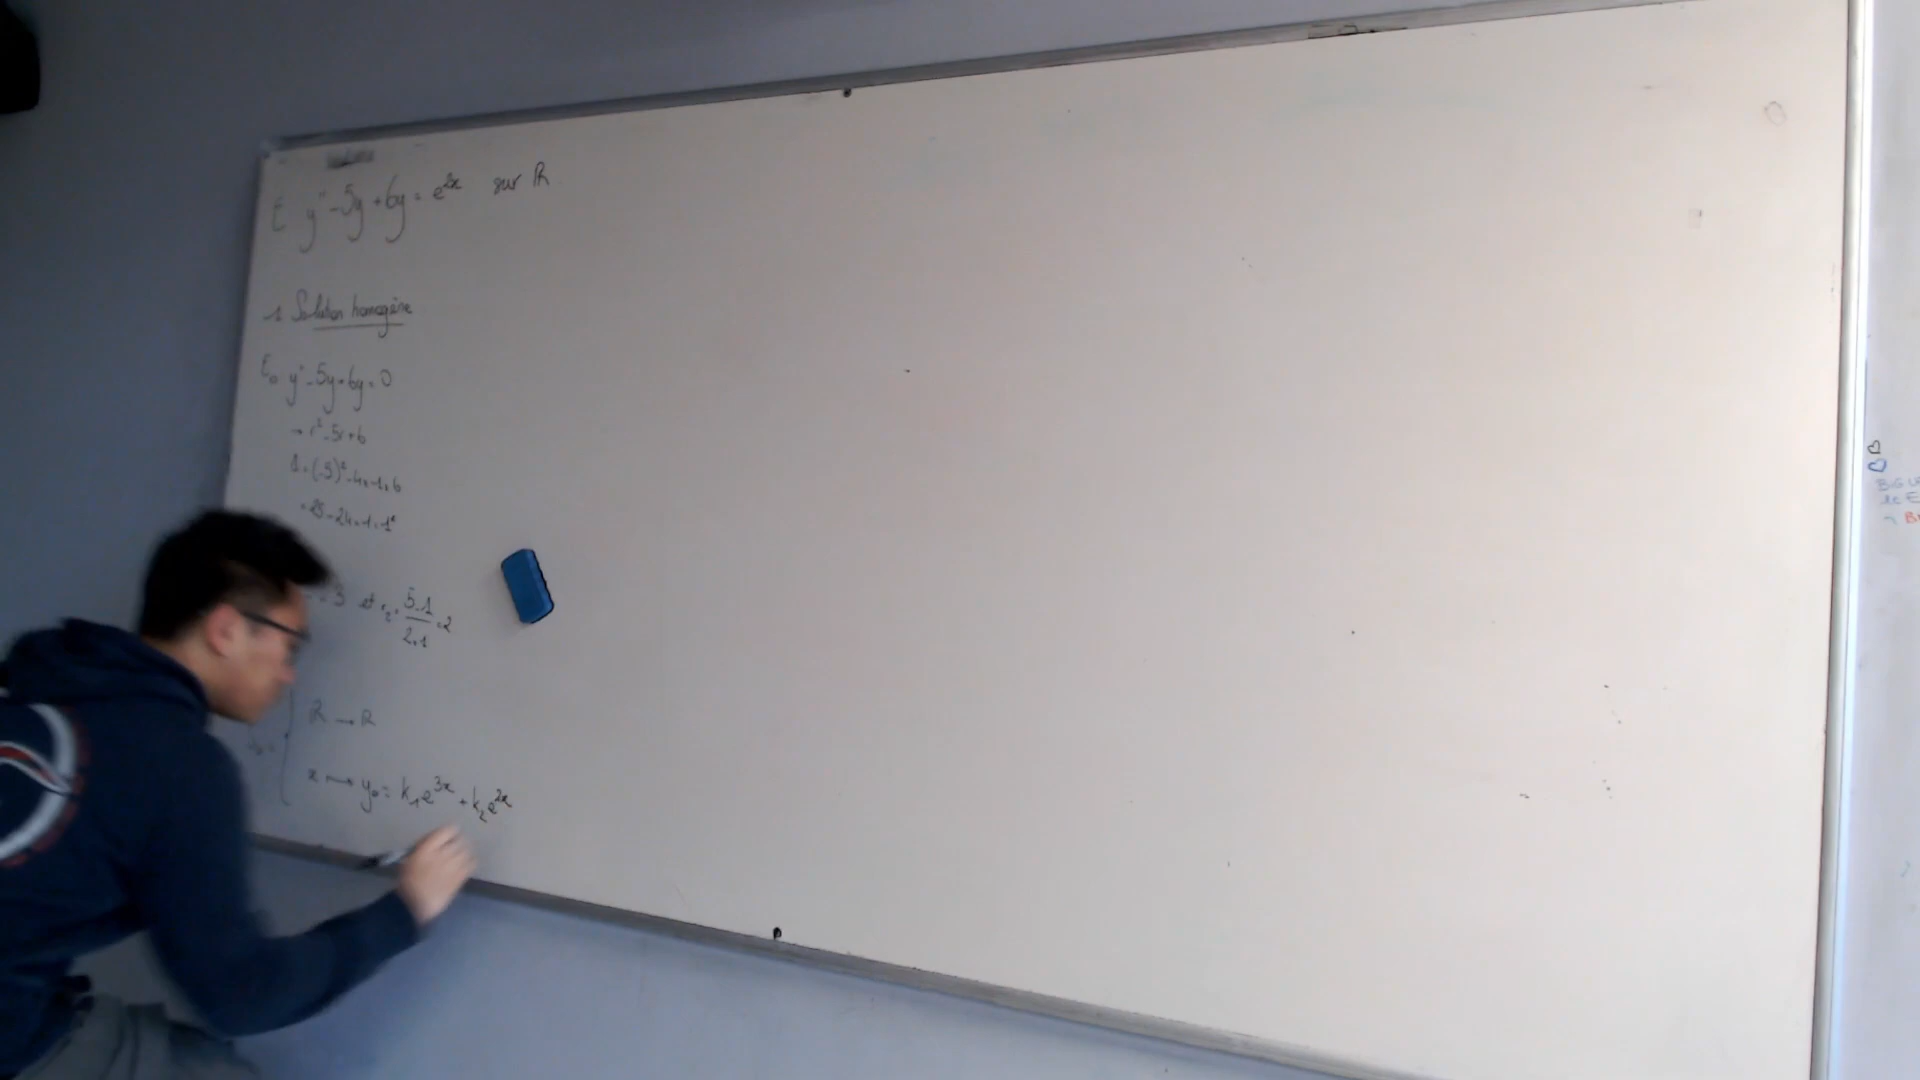 E y''-5y+6y = e^2x sur ℝ
1 Solution homogène
E₀ y''-5y+6y=0
→ r²-5r+6
Δ=(-5)²-4×1×6
=25-24=1=1²
=3 et r₂=5-1/2×1=2
ℝ → ℝ
x ↦ y₀= k₁e^3x + k₂e^2x